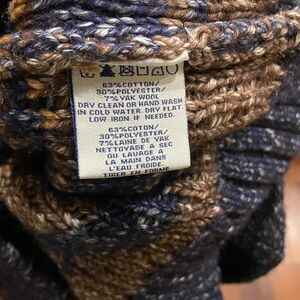 63%COTTON/
30%POLYESTER/
7%YAK WOOL
DRY CLEAN OR HAND WASH
IN COLD WATER. DRY FLAT.
LOW IRON IF NEEDED.
63%COTON/
30%POLYESTER/
7%LAINE DE YAK
NETTOYAGE A SEC
OU LAVAGE A
LA MAIN DANS
L'EAU FROIDE.
TIRER EN FORME